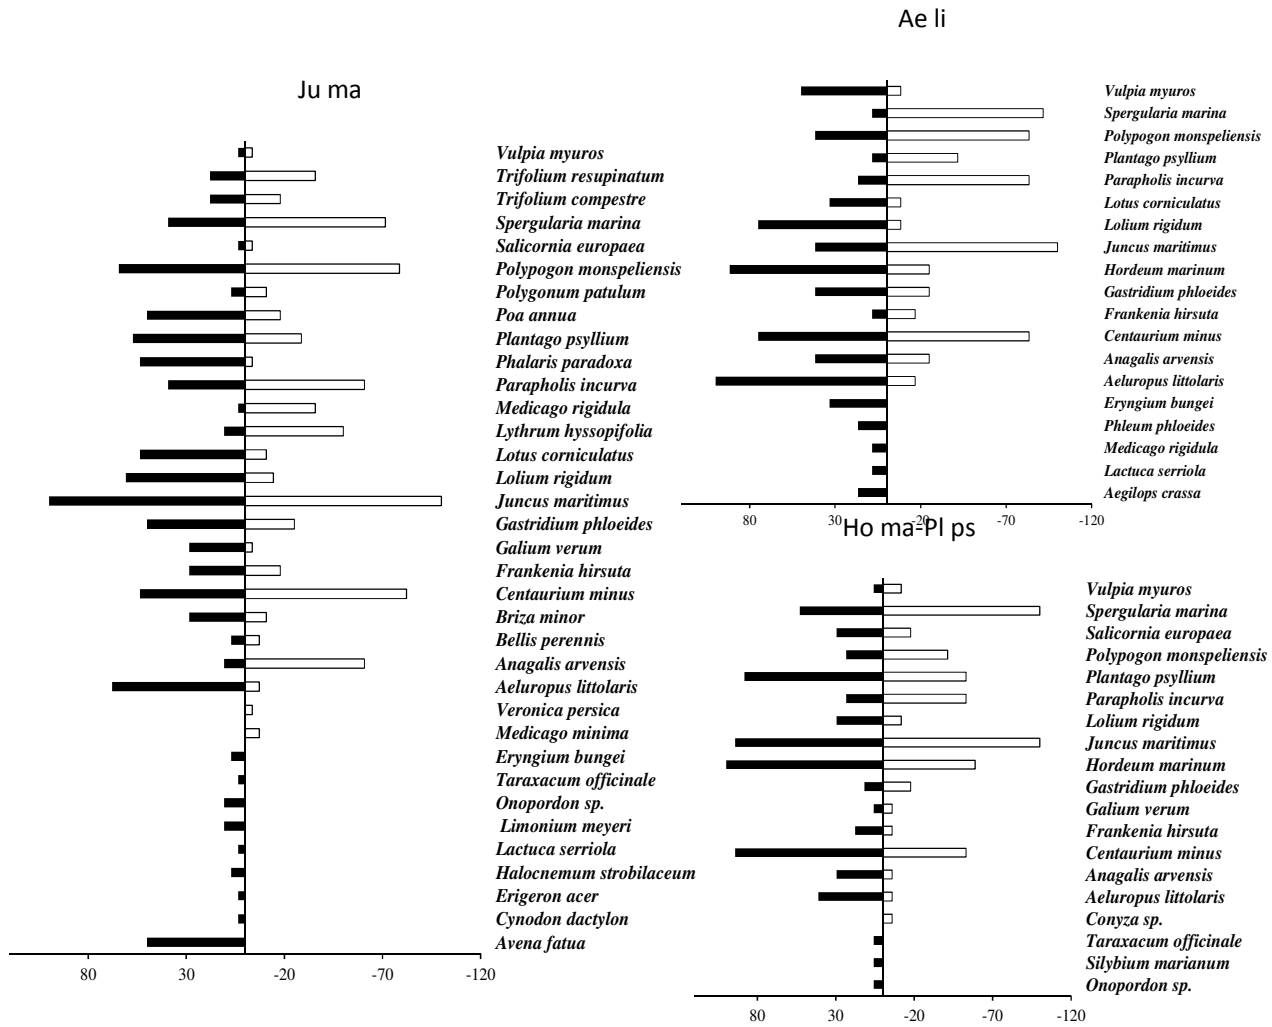 Ju ma
Vulpia myuros
Trifolium resupinatum
Trifolium compestre
Spergularia marina
Salicornia europaea
Polypogon monspeliensis
Polygonum patulum
Poa annua
Plantago psyllium
Phalaris paradoxa
Parapholis incurva
Medicago rigidula
Lythrum hyssopifolia
Lotus corniculatus
Lolium rigidum
Juncus maritimus
Gastridium phloeides
Galium verum
Frankenia hirsuta
Centaurium minus
Briza minor
Bellis perennis
Anagalis arvensis
Aeluropus littolaris
Veronica persica
Medicago minima
Eryngium bungei
Taraxacum officinale
Onopordon sp.
Limonium meyeri
Lactuca serriola
Halocnemum strobilaceum
Erigeron acer
Cynodon dactylon
Avena fatua
80 30 -20 -70 -120
Ae li
Vulpia myuros
Spergularia marina
Polypogon monspeliensis
Plantago psyllium
Parapholis incurva
Lotus corniculatus
Lolium rigidum
Juncus maritimus
Hordeum marinum
Gastridium phloeides
Frankenia hirsuta
Centaurium minus
Anagalis arvensis
Aeluropus littolaris
Eryngium bungei
Phleum phloeides
Medicago rigidula
Lactuca serriola
Aegilops crassa
80 30 -20 -70 -120
Ho ma-Pl ps
Vulpia myuros
Spergularia marina
Salicornia europaea
Polypogon monspeliensis
Plantago psyllium
Parapholis incurva
Lolium rigidum
Juncus maritimus
Hordeum marinum
Gastridium phloeides
Galium verum
Frankenia hirsuta
Centaurium minus
Anagalis arvensis
Aeluropus littolaris
Conyza sp.
Taraxacum officinale
Silybium marianum
Onopordon sp.
80 30 -20 -70 -120